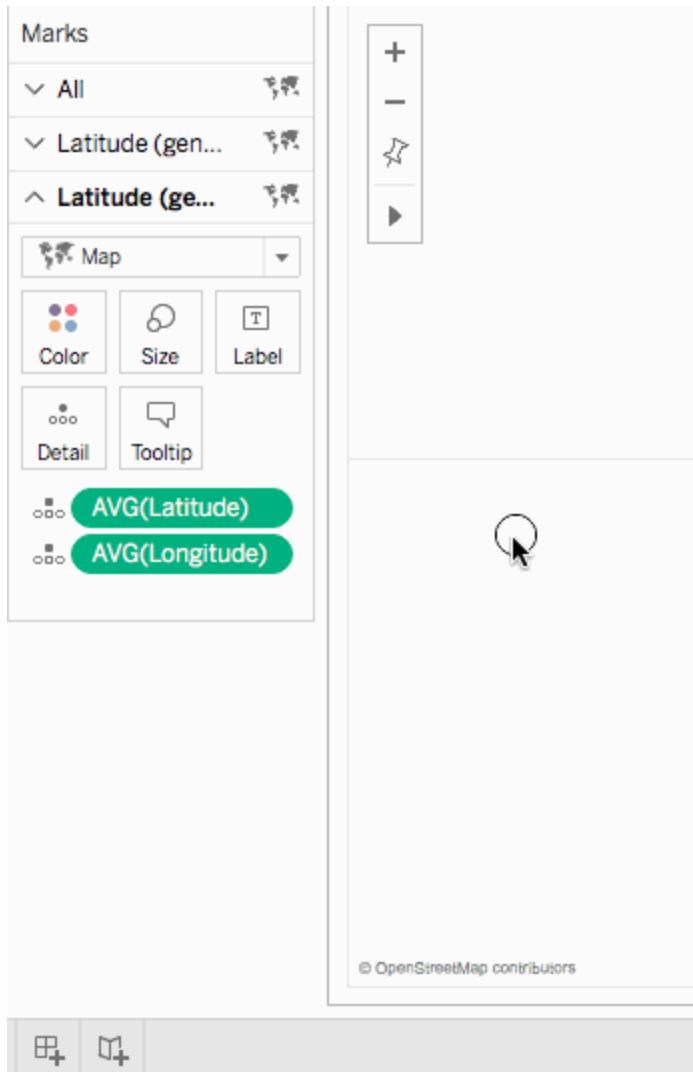 Marks
All
Latitude (gen...
Latitude (ge...
Map
Color Size Label
T
Detail Tooltip
AVG(Latitude)
AVG(Longitude)
© OpenStreetMap contributors